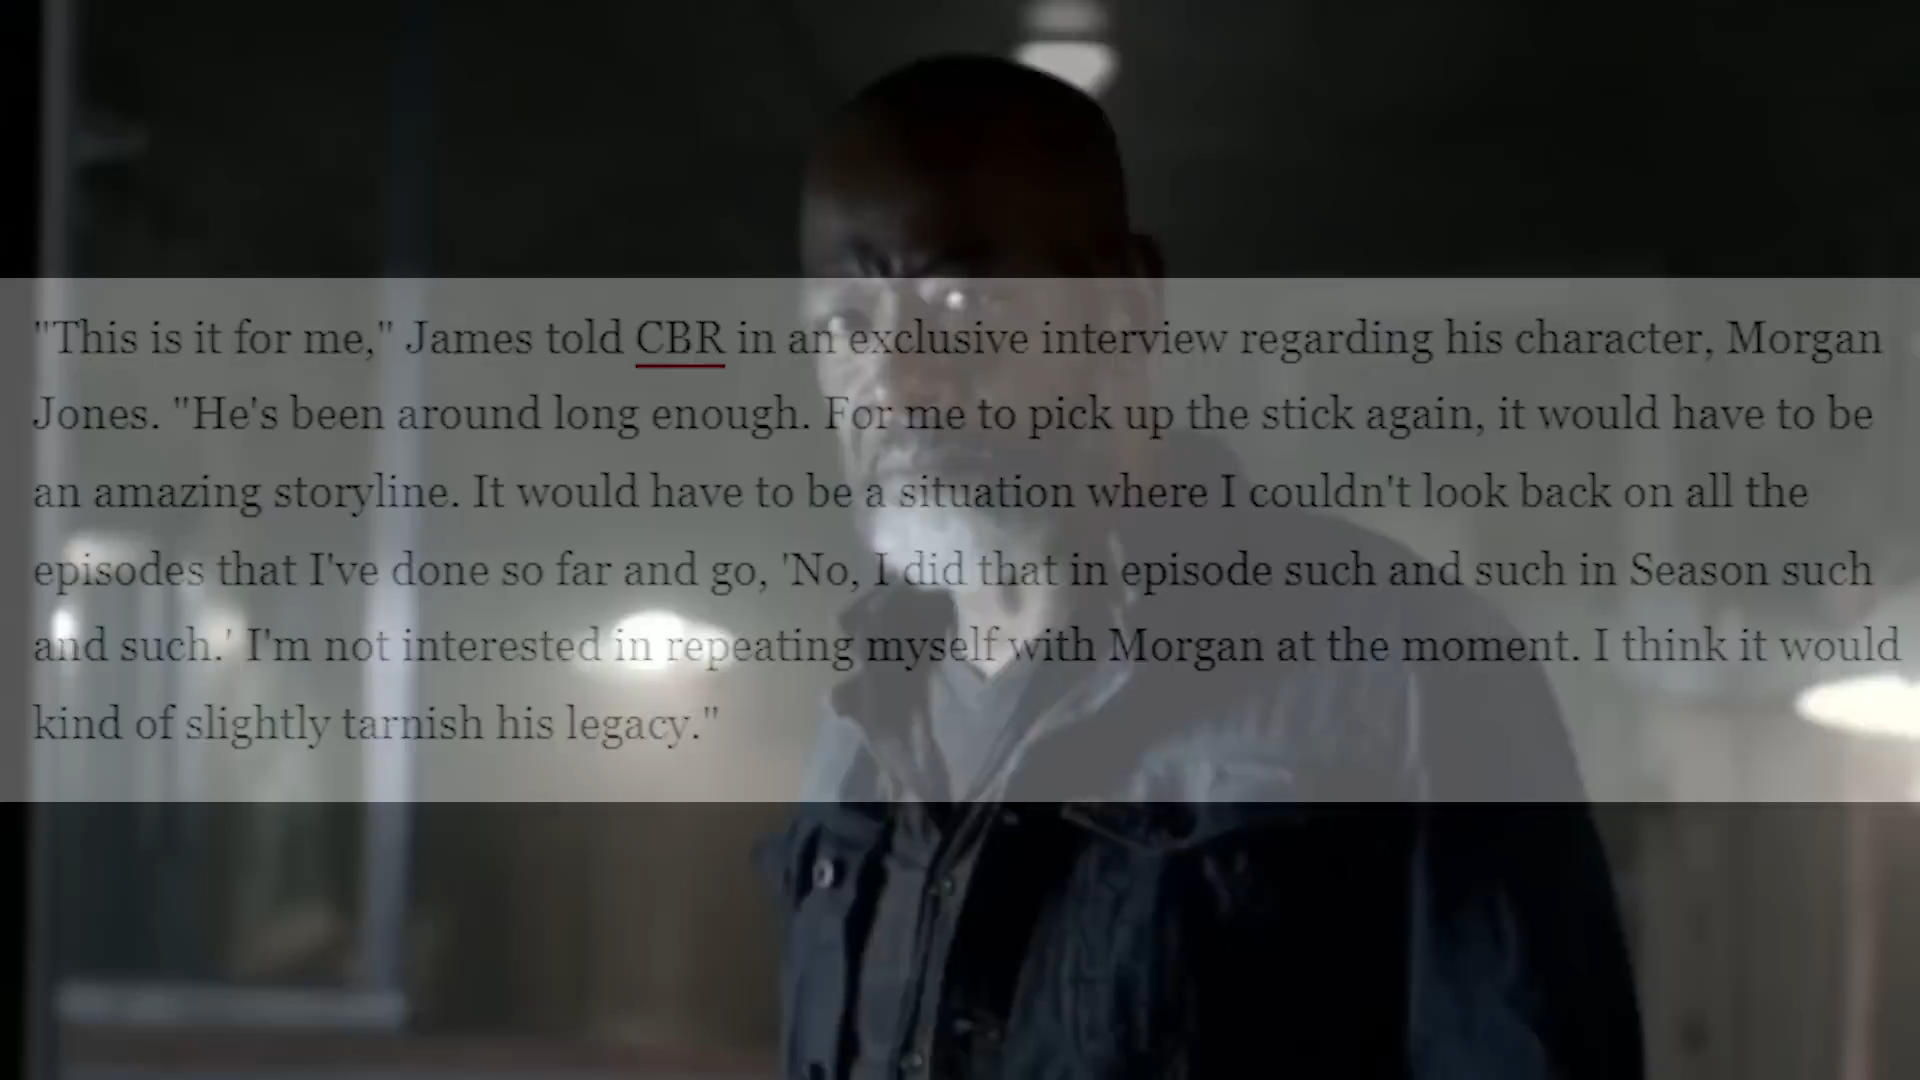 "This is it for me," James told CBR in an exclusive interview regarding his character, Morgan
Jones. "He's been around long enough. For me to pick up the stick again, it would have to be
an amazing storyline. It would have to be a situation where I couldn't look back on all the
episodes that I've done so far and go, 'No, I did that in episode such and such in Season such
and such.' I'm not interested in repeating myself with Morgan at the moment. I think it would
kind of slightly tarnish his legacy."